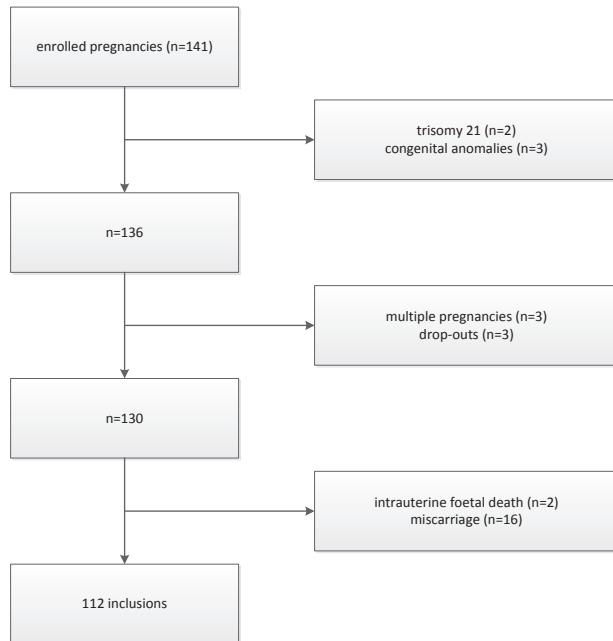 enrolled pregnancies (n=141)
trisomy 21 (n=2)
congenital anomalies (n=3)
n=136
multiple pregnancies (n=3)
drop-outs (n=3)
n=130
intrauterine foetal death (n=2)
miscarriage (n=16)
112 inclusions